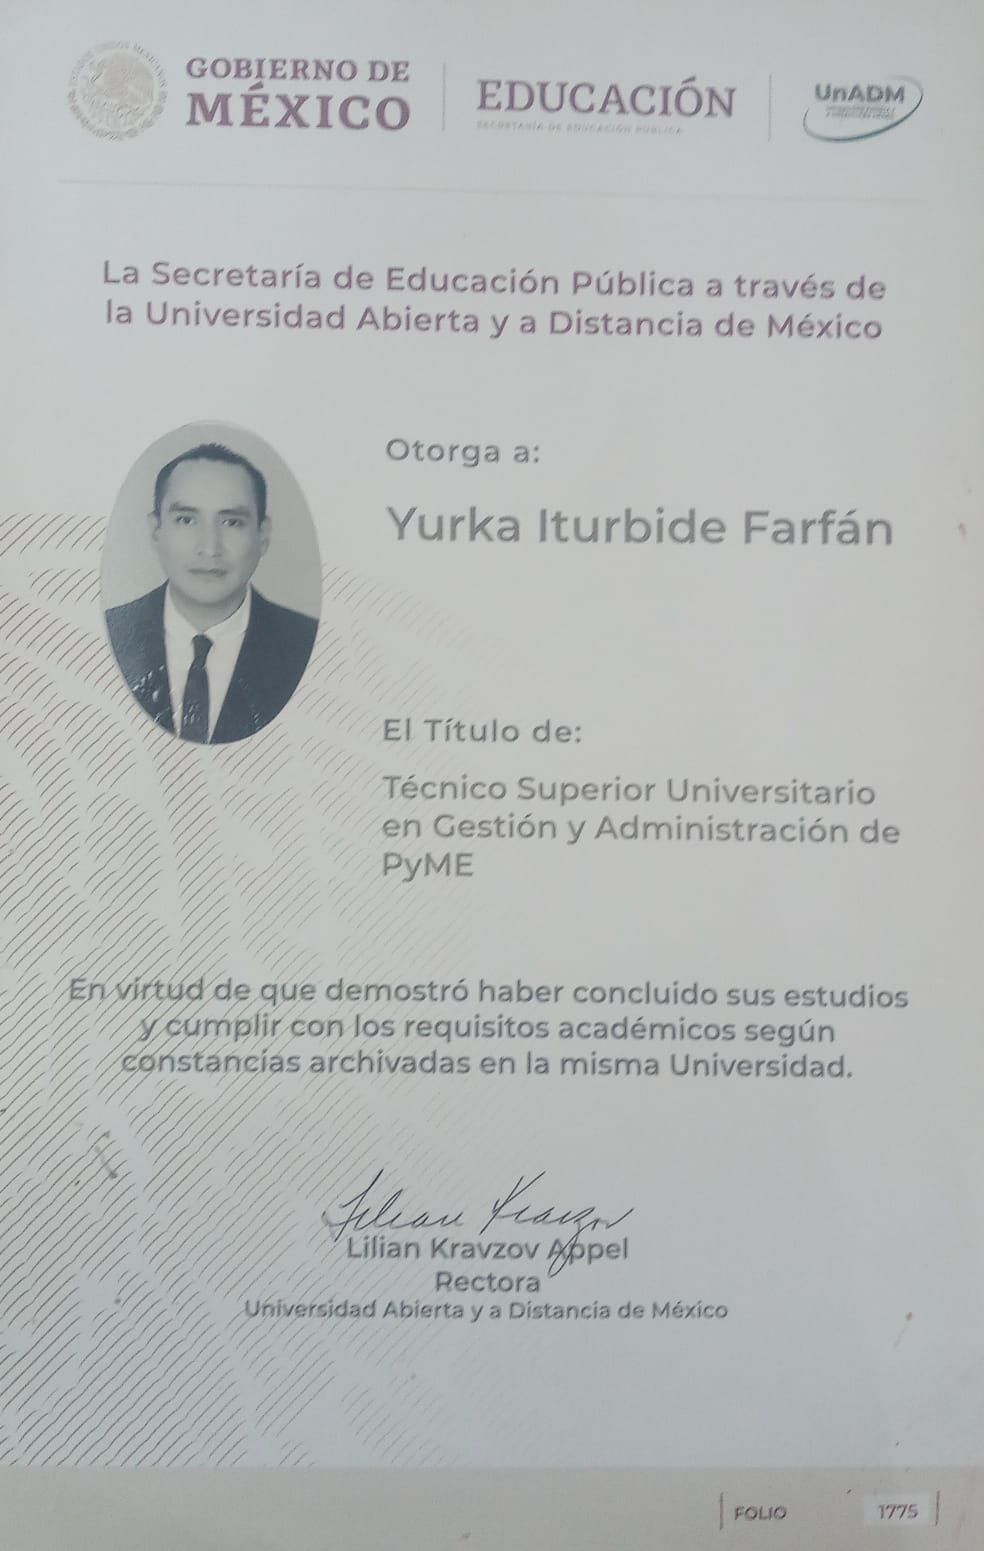 GOBIERNO DE
MÉXICO
EDUCACIÓN
SECRETARÍA DE EDUCACIÓN PÚBLICA
UnADM
La Secretaría de Educación Pública a través de
la Universidad Abierta y a Distancia de México
Otorga a:
Yurka Iturbide Farfán
El Título de:
Técnico Superior Universitario
en Gestión y Administración de
PyME
En virtud de que demostró haber concluido sus estudios
y cumplir con los requisitos académicos según
constancias archivadas en la misma Universidad.
Lilian Kravzov
Lilian Kravzov Appel
Rectora
Universidad Abierta y a Distancia de México
FOLIO 1775